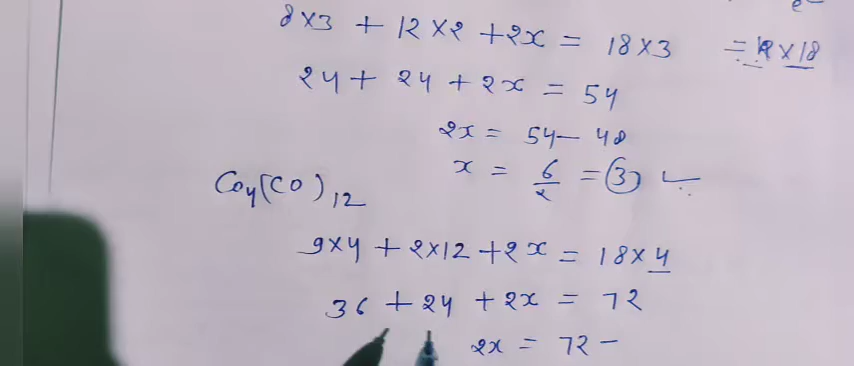 e⁻
8×3 + 12×2 + 2x = 18×3 = × 18
24 + 24 + 2x = 54
2x = 54 – 48
x = 6/2 = 3
Co₄(CO)₁₂
9×4 + 2×12 + 2x = 18×4
36 + 24 + 2x = 72
2x = 72 –